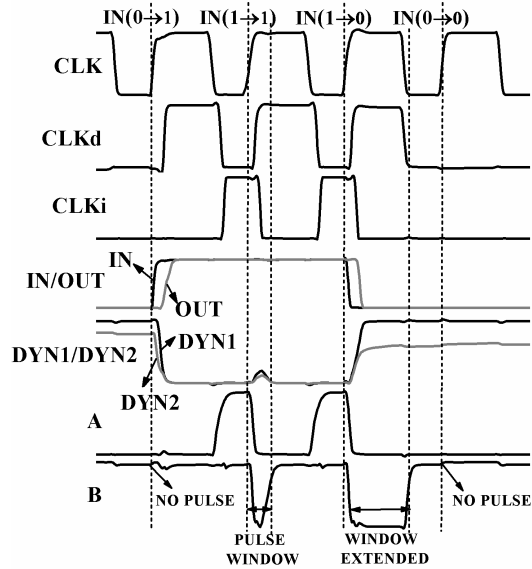 IN(0→1) IN(1→1) IN(1→0) IN(0→0)
CLK
CLKd
CLKi
IN
IN/OUT
OUT
DYN1
DYN1/DYN2
DYN2
A
B
NO PULSE
NO PULSE
PULSE
WINDOW
WINDOW
EXTENDED